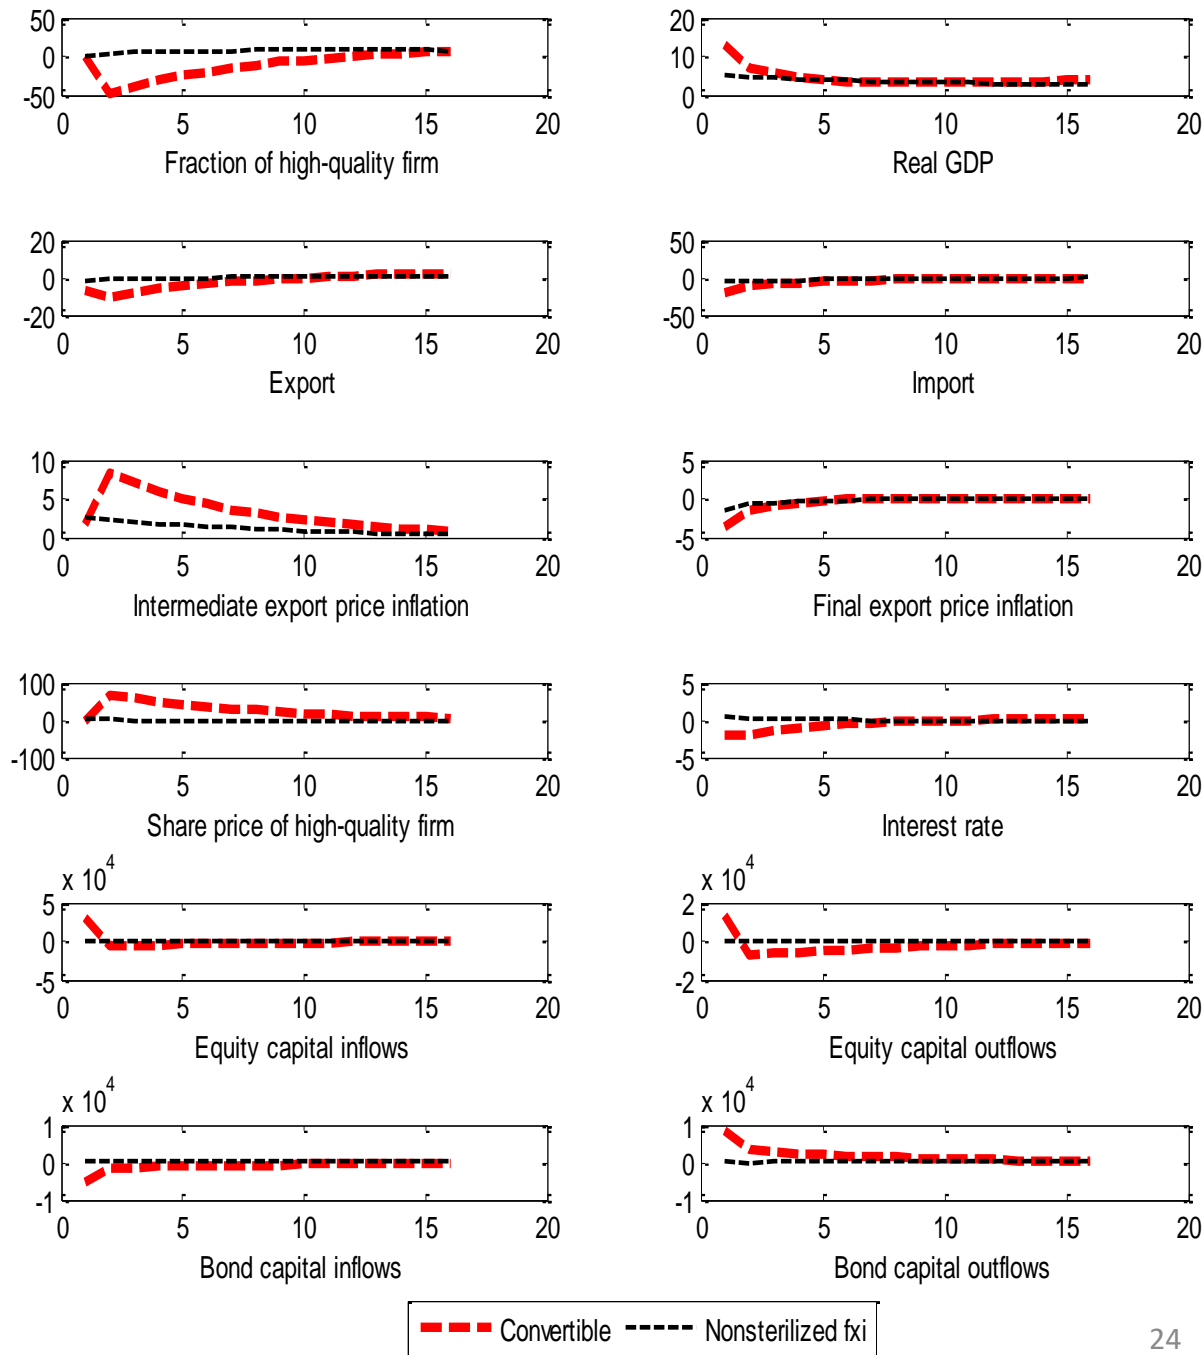 50
0
-50
0 5 10 15 20
Fraction of high-quality firm
20
10
0
0 5 10 15 20
Real GDP
20
0
-20
0 5 10 15 20
Export
50
0
-50
0 5 10 15 20
Import
10
5
0
0 5 10 15 20
Intermediate export price inflation
5
0
-5
0 5 10 15 20
Final export price inflation
100
0
-100
0 5 10 15 20
Share price of high-quality firm
5
0
-5
0 5 10 15 20
Interest rate
x 10^4
5
0
-5
0 5 10 15 20
Equity capital inflows
x 10^4
2
0
-2
0 5 10 15 20
Equity capital outflows
x 10^4
1
0
-1
0 5 10 15 20
Bond capital inflows
x 10^4
1
0
-1
0 5 10 15 20
Bond capital outflows
Convertible Nonsterilized fxi
24